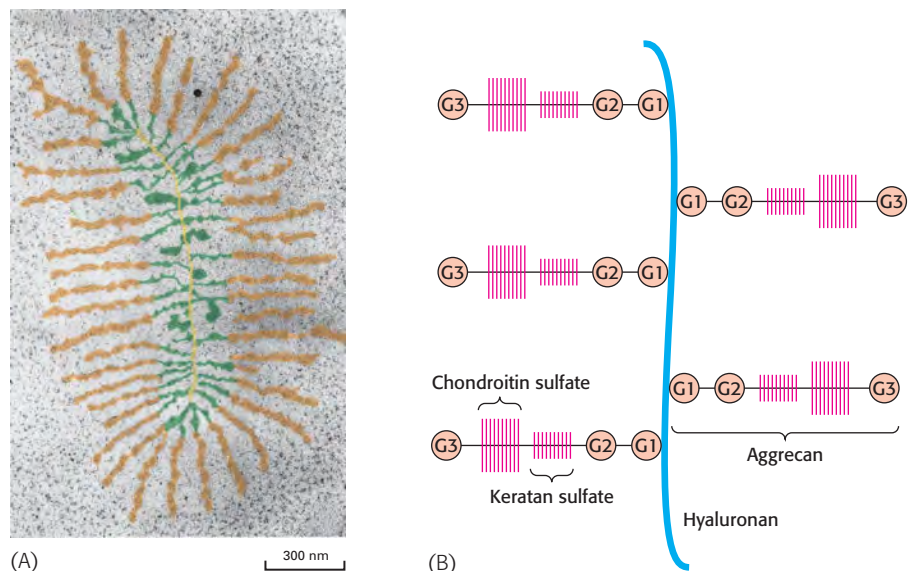 G3 G2 G1
G1 G2 G3
G3 G2 G1
Chondroitin sulfate
G1 G2 G3
G3 G2 G1
Aggrecan
Keratan sulfate
Hyaluronan
(A)
300 nm
(B)